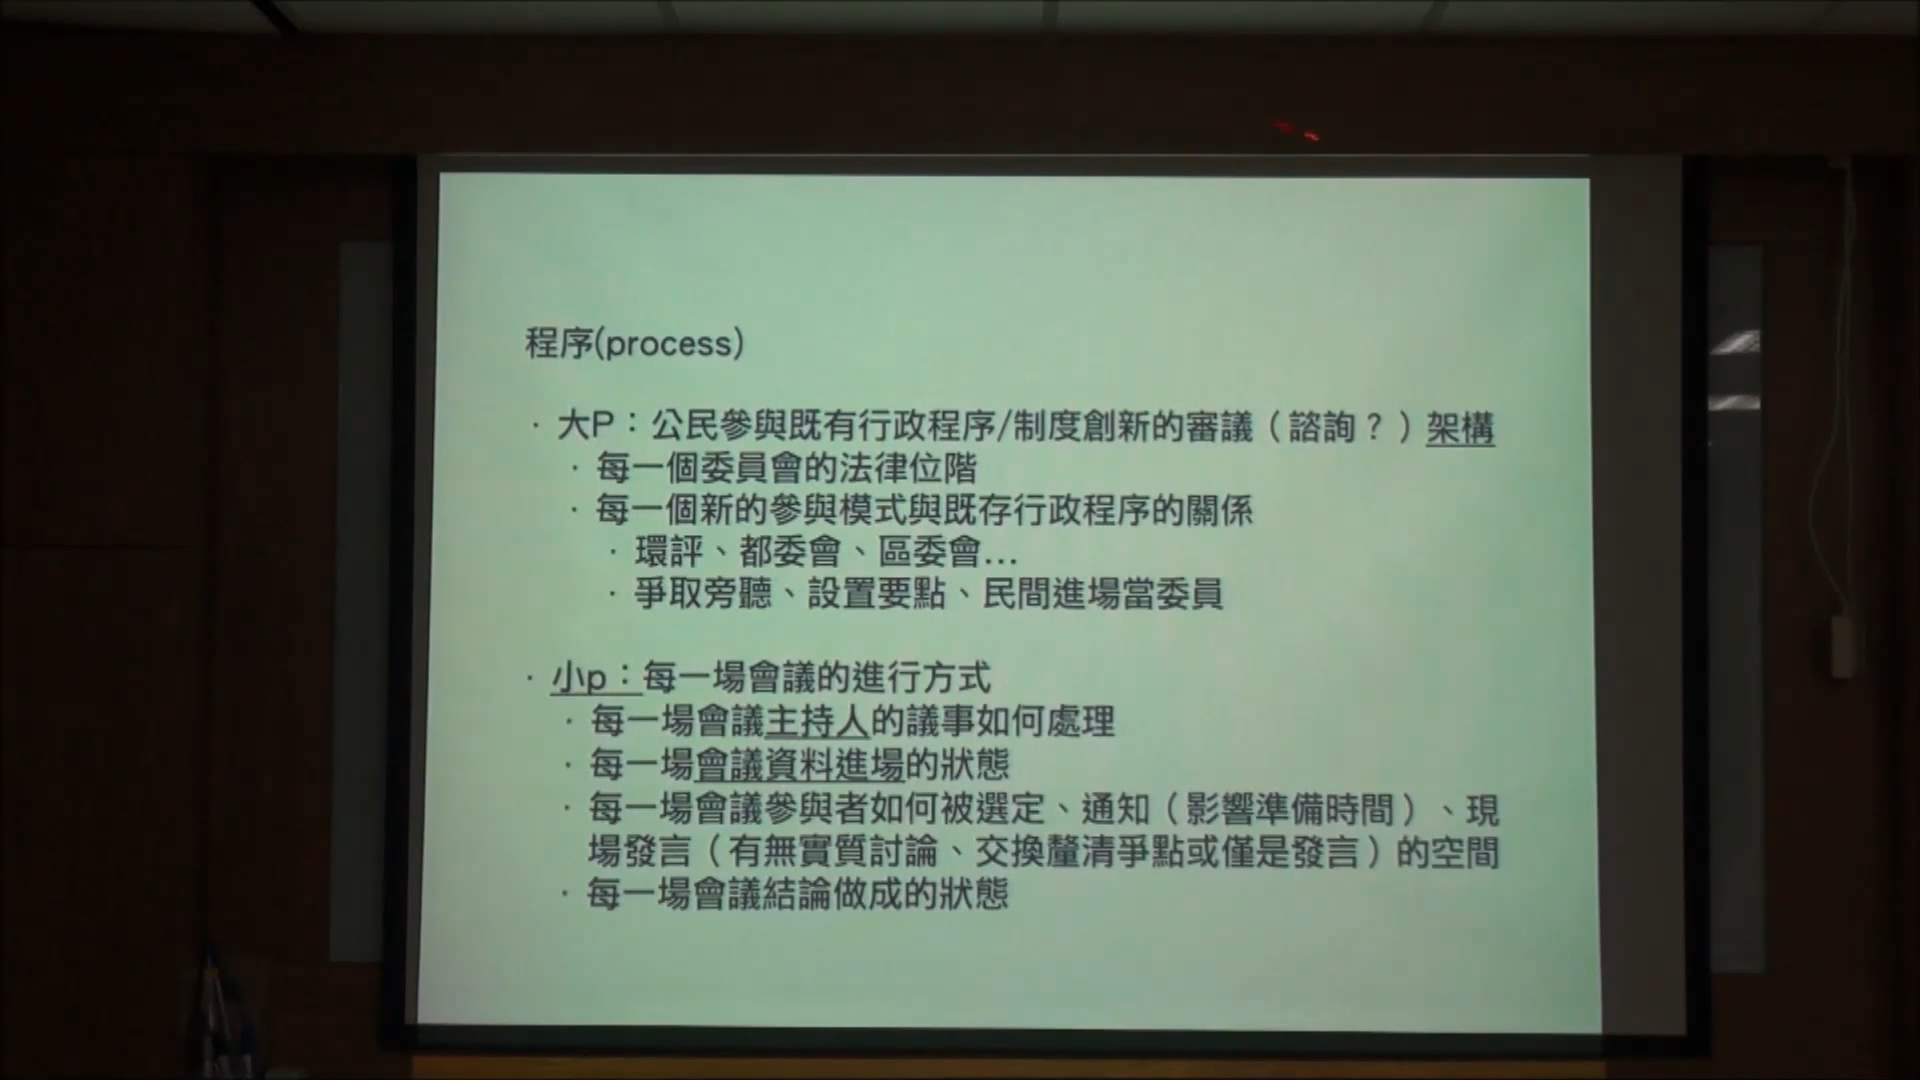 程序(process)
· 大P：公民參與既有行政程序/制度創新的審議（諮詢？）架構
· 每一個委員會的法律位階
· 每一個新的參與模式與既存行政程序的關係
· 環評、都委會、區委會...
· 爭取旁聽、設置要點、民間進場當委員
· 小p：每一場會議的進行方式
· 每一場會議主持人的議事如何處理
· 每一場會議資料進場的狀態
· 每一場會議參與者如何被選定、通知（影響準備時間）、現
場發言（有無實質討論、交換釐清爭點或僅是發言）的空間
· 每一場會議結論做成的狀態